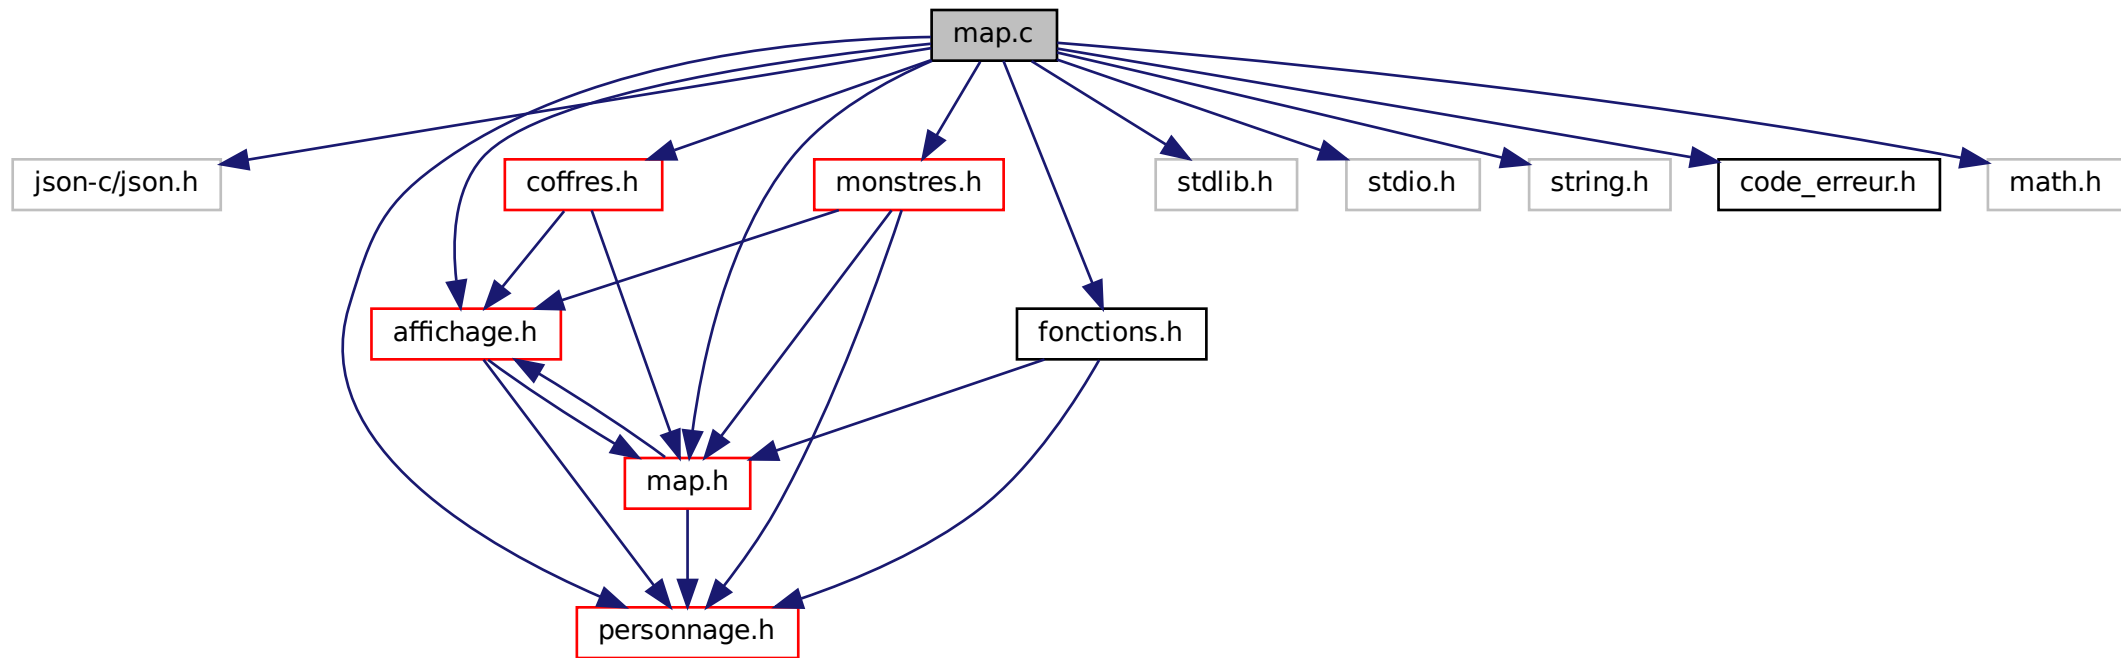 map.c
json-c/json.h
coffres.h
monstres.h
stdlib.h
stdio.h
string.h
code_erreur.h
math.h
affichage.h
fonctions.h
map.h
personnage.h